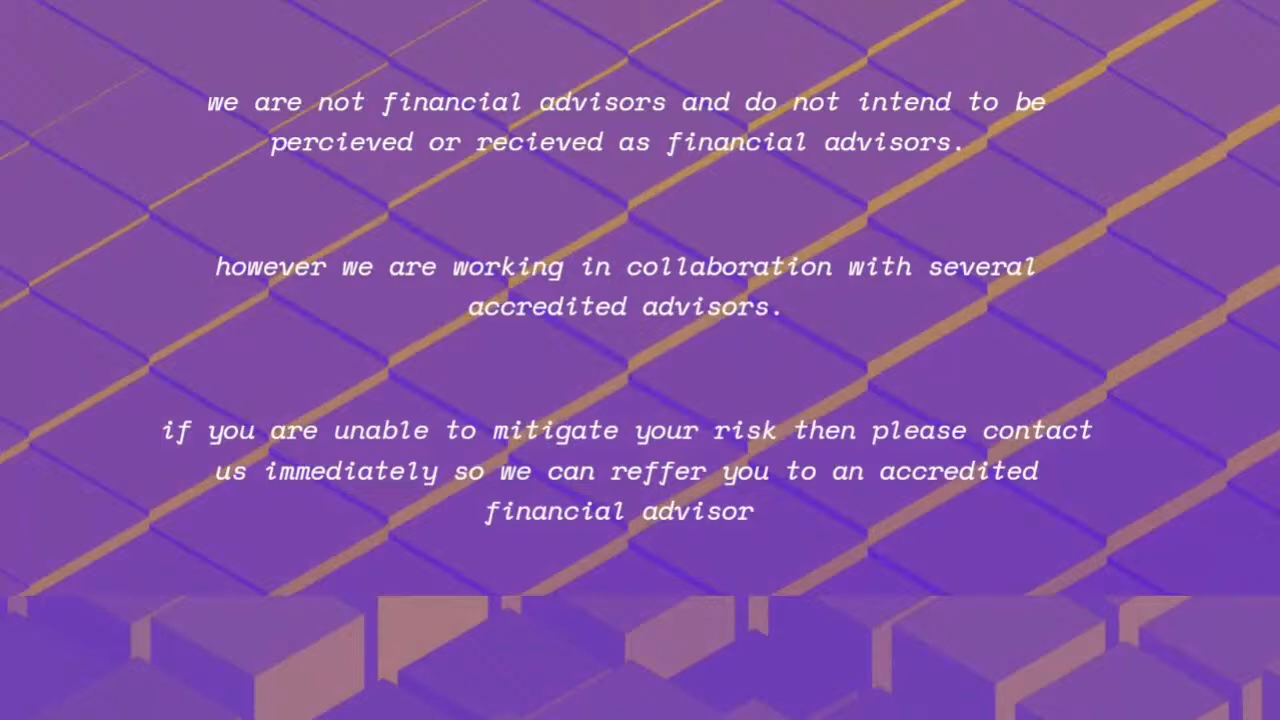 we are not financial advisors and do not intend to be
percieved or recieved as financial advisors.
however we are working in collaboration with several
accredited advisors.
if you are unable to mitigate your risk then please contact
us immediately so we can reffer you to an accredited
financial advisor